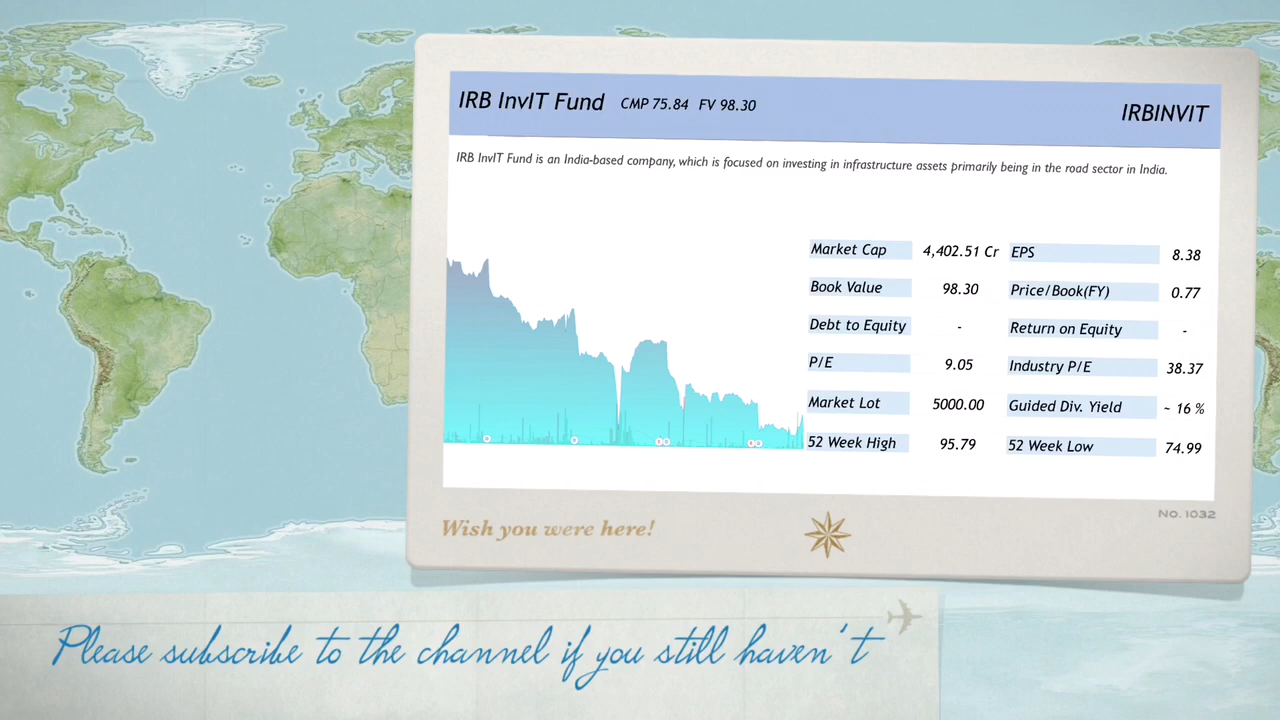 IRB InvIT Fund CMP 75.84 FV 98.30 IRBINVIT
IRB InvIT Fund is an India-based company, which is focused on investing in infrastructure assets primarily being in the road sector in India.
Market Cap 4,402.51 Cr EPS 8.38
Book Value 98.30 Price/Book(FY) 0.77
Debt to Equity - Return on Equity -
P/E 9.05 Industry P/E 38.37
Market Lot 5000.00 Guided Div. Yield ~ 16 %
52 Week High 95.79 52 Week Low 74.99
Wish you were here!
NO. 1032
Please subscribe to the channel if you still haven't